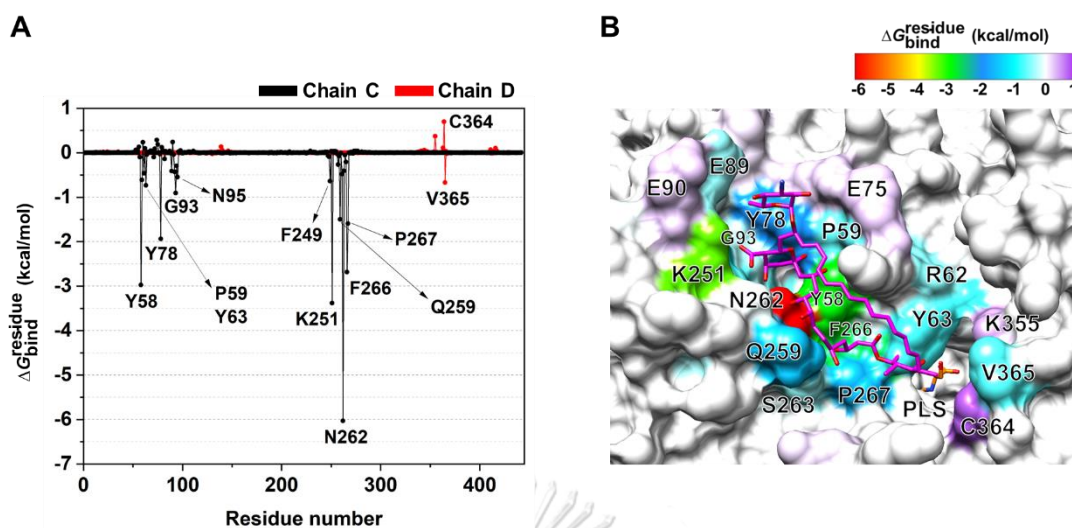 A
Chain C Chain D
ΔG residue bind (kcal/mol)
1
0
-1
-2
-3
-4
-5
-6
-7
C364
V365
N95
G93
Y78
P59
Y63
Y58
F249
K251
P267
Q259
F266
N262
0 100 200 300 400
Residue number
B
ΔG residue bind (kcal/mol)
-6 -5 -4 -3 -2 -1 0 1
E89
E90
E75
Y78
P59
G93
K251
R62
N262
Y58
Y63
K355
F266
Q259
V365
P267
S263
PLS
C364